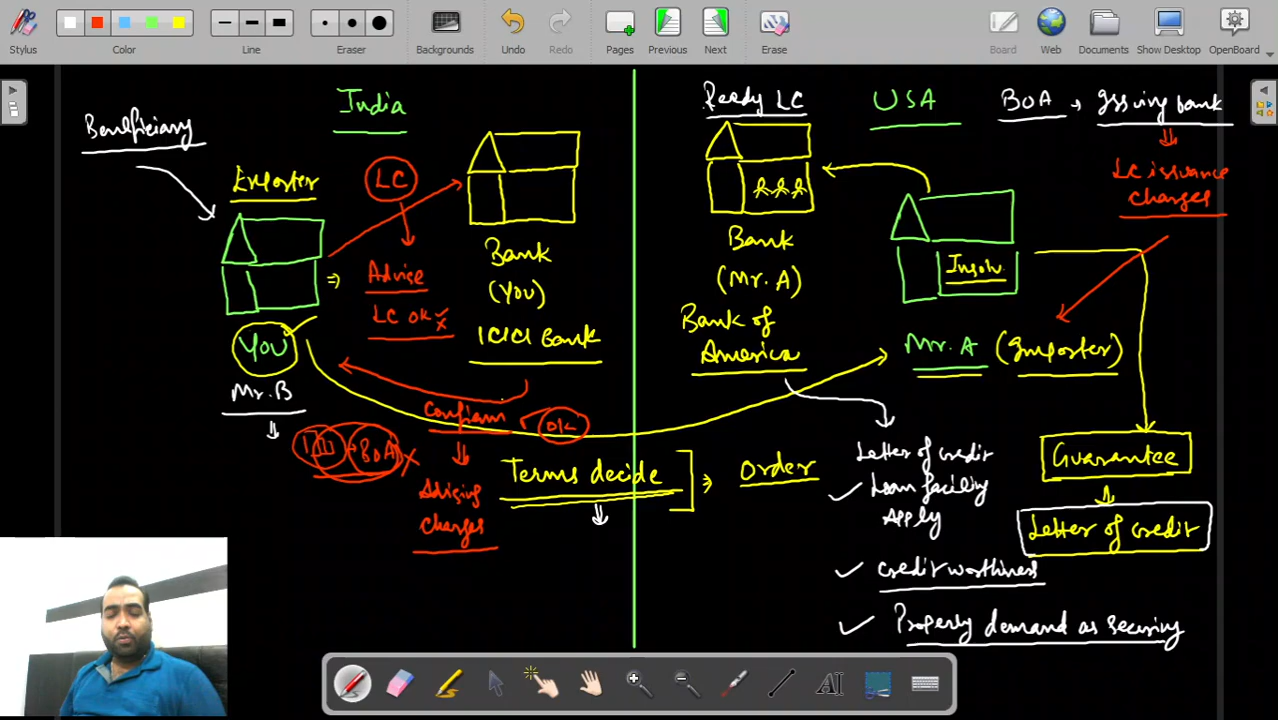 Stylus
Color
Line
Eraser
Backgrounds
Undo
Redo
Pages
Previous
Next
Erase
Board
Web
Documents
Show Desktop
OpenBoard
India
Beneficiary
Exporter
LC
Advise
LC OK
YOU
Mr. B
Bank
(YOU)
ICICI Bank
Confirm
OK
BOA
Advising
charges
Terms decide
order
Ready LC
USA
BOA → Issuing bank
LC issuance
charges
Bank
(Mr. A)
Bank of
America
Insolv.
Mr. A (Importer)
Guarantee
Letter of credit
Letter of credit
Loan facility
Apply
creditworthiness
Property demand as security